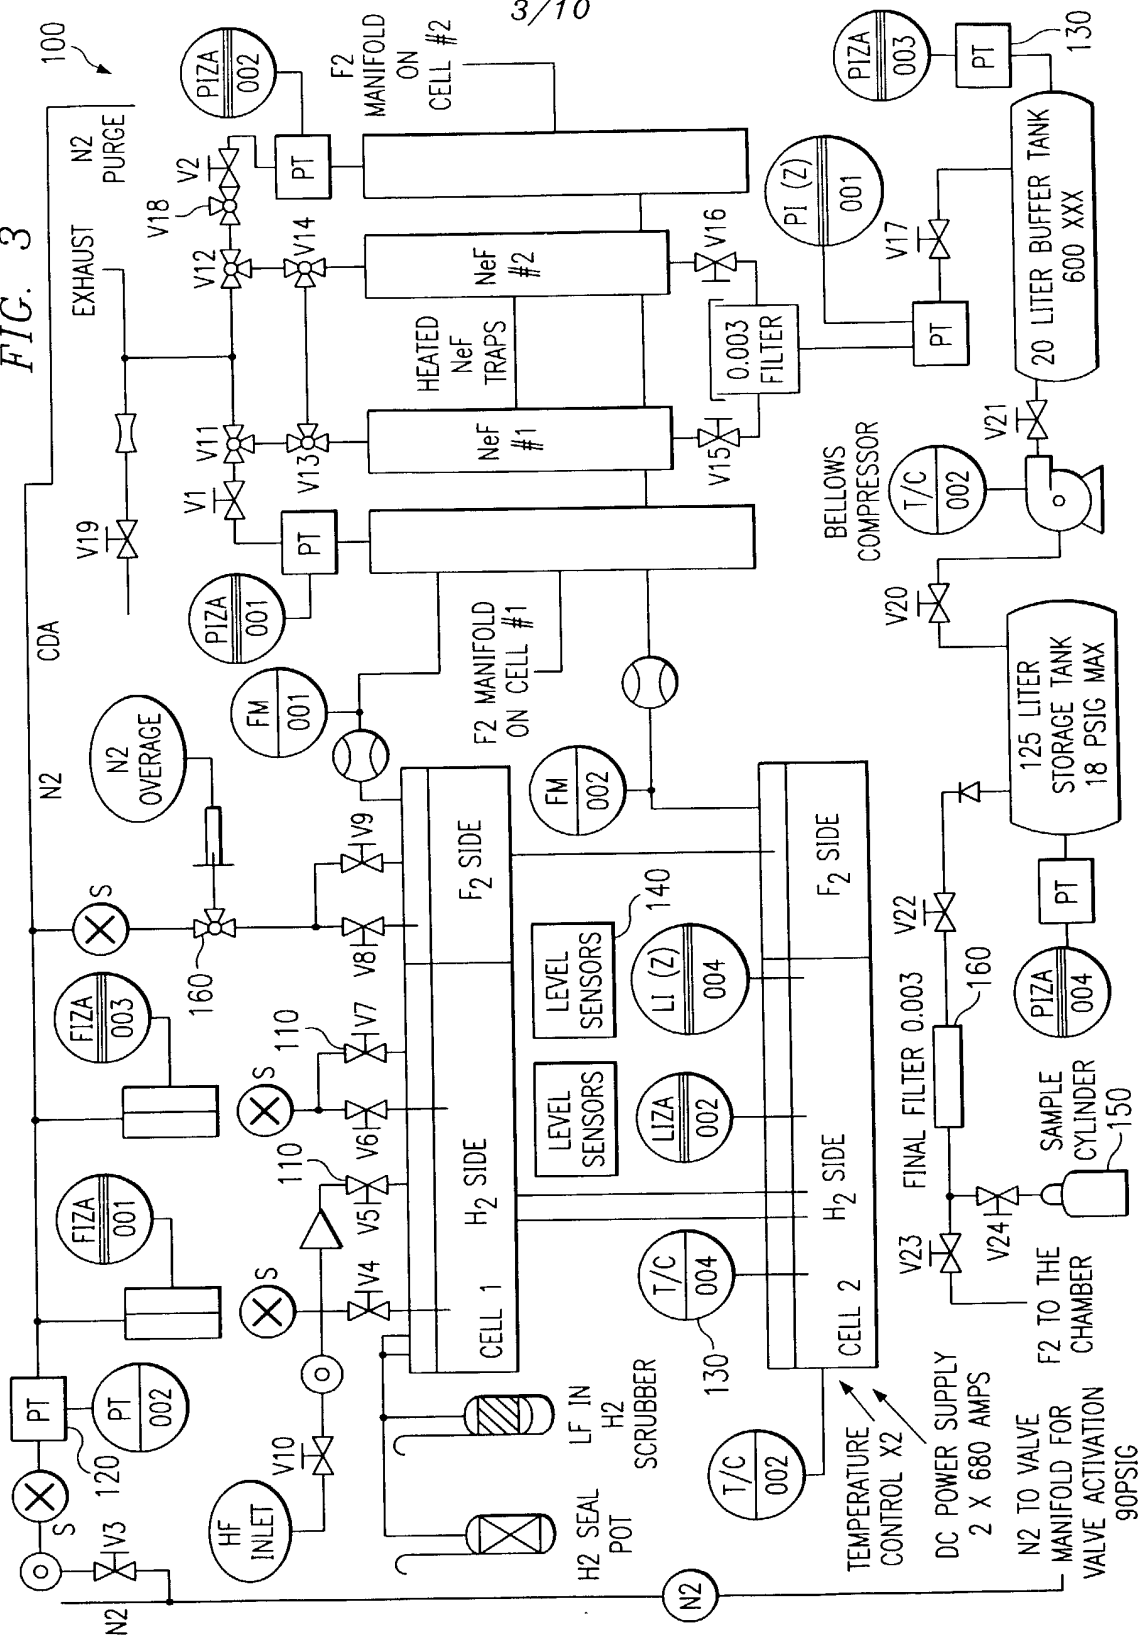 3/10
FIG. 3
100
N2
PURGE
EXHAUST
CDA
N2
V19
N2
OVERAGE
S
160
FIZA
003
FIZA
001
PT
120
PT
002
S
V3
N2
PIZA
002
V2
V18
PT
V12
V14
V11
V13
V1
PT
PIZA
001
FM
001
F2
MANIFOLD
ON
CELL #2
NeF
#2
HEATED
NeF
TRAPS
NeF
#1
F2 MANIFOLD
ON CELL #1
V16
V15
0.003
FILTER
PI (Z)
001
V9
V8
V7
110
S
V6
110
V5
S
V4
V10
HF
INLET
F2 SIDE
H2 SIDE
CELL 1
FM
002
LEVEL
SENSORS
140
LEVEL
SENSORS
LI (Z)
004
LIZA
002
T/C
004
130
LF IN
H2
SCRUBBER
H2 SEAL
POT
T/C
002
F2 SIDE
H2 SIDE
CELL 2
TEMPERATURE
CONTROL X2
DC POWER SUPPLY
2 X 680 AMPS
N2 TO VALVE
MANIFOLD FOR
VALVE ACTIVATION
90PSIG
N2
PIZA
003
PT
130
V17
PT
20 LITER BUFFER TANK
600 XXX
V21
BELLOWS
COMPRESSOR
T/C
002
V20
125 LITER
STORAGE TANK
18 PSIG MAX
PT
PIZA
004
V22
FINAL FILTER 0.003
160
SAMPLE
CYLINDER
150
V24
V23
F2 TO THE
CHAMBER